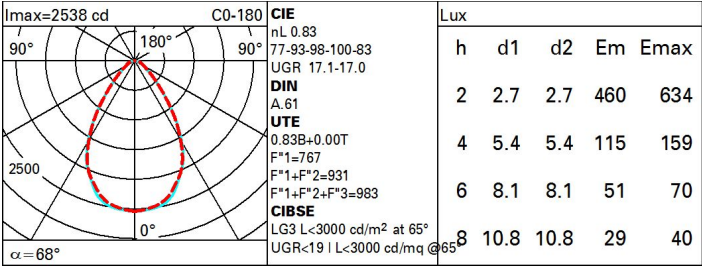 Imax=2538 cd C0-180
90° 180° 90°
2500
0°
α=68°
CIE
nL 0.83
77-93-98-100-83
UGR 17.1-17.0
DIN
A.61
UTE
0.83B+0.00T
F"1=767
F"1+F"2=931
F"1+F"2+F"3=983
CIBSE
LG3 L<3000 cd/m² at 65°
UGR<19 | L<3000 cd/mq @65°
Lux
h d1 d2 Em Emax
2 2.7 2.7 460 634
4 5.4 5.4 115 159
6 8.1 8.1 51 70
8 10.8 10.8 29 40